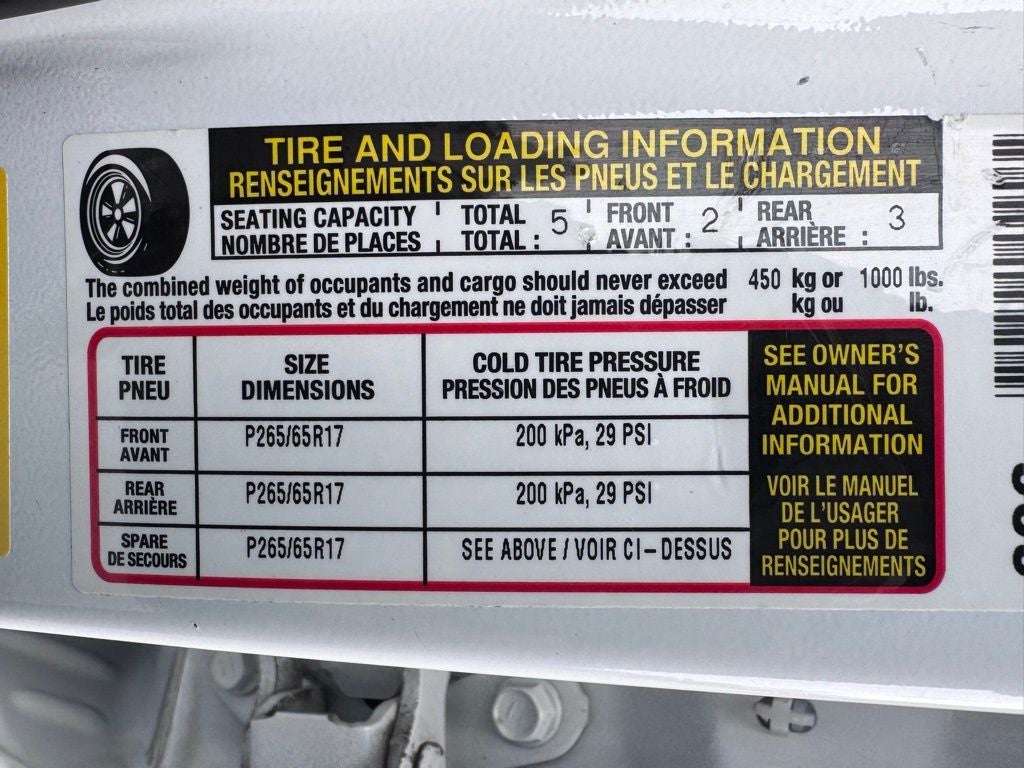 TIRE AND LOADING INFORMATION
RENSEIGNEMENTS SUR LES PNEUS ET LE CHARGEMENT
SEATING CAPACITY TOTAL 5 FRONT 2 REAR 3
NOMBRE DE PLACES TOTAL : AVANT : ARRIÈRE :
The combined weight of occupants and cargo should never exceed 450 kg or 1000 lbs.
Le poids total des occupants et du chargement ne doit jamais dépasser kg ou lb.
TIRE
PNEU
SIZE
DIMENSIONS
COLD TIRE PRESSURE
PRESSION DES PNEUS À FROID
FRONT
AVANT
P265/65R17
200 kPa, 29 PSI
REAR
ARRIÈRE
P265/65R17
200 kPa, 29 PSI
SPARE
DE SECOURS
P265/65R17
SEE ABOVE / VOIR CI-DESSUS
SEE OWNER'S
MANUAL FOR
ADDITIONAL
INFORMATION
VOIR LE MANUEL
DE L'USAGER
POUR PLUS DE
RENSEIGNEMENTS